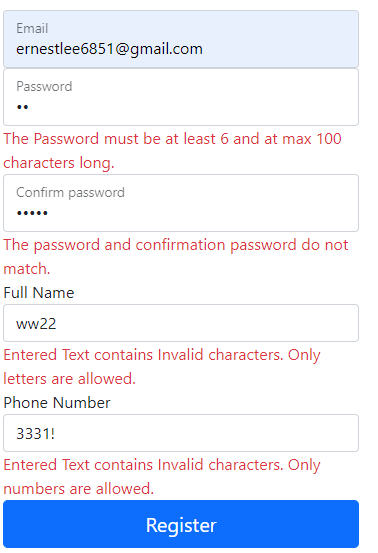 Email
ernestlee6851@gmail.com
Password
••
The Password must be at least 6 and at max 100
characters long.
Confirm password
•••••
The password and confirmation password do not
match.
Full Name
ww22
Entered Text contains Invalid characters. Only
letters are allowed.
Phone Number
3331!
Entered Text contains Invalid characters. Only
numbers are allowed.
Register